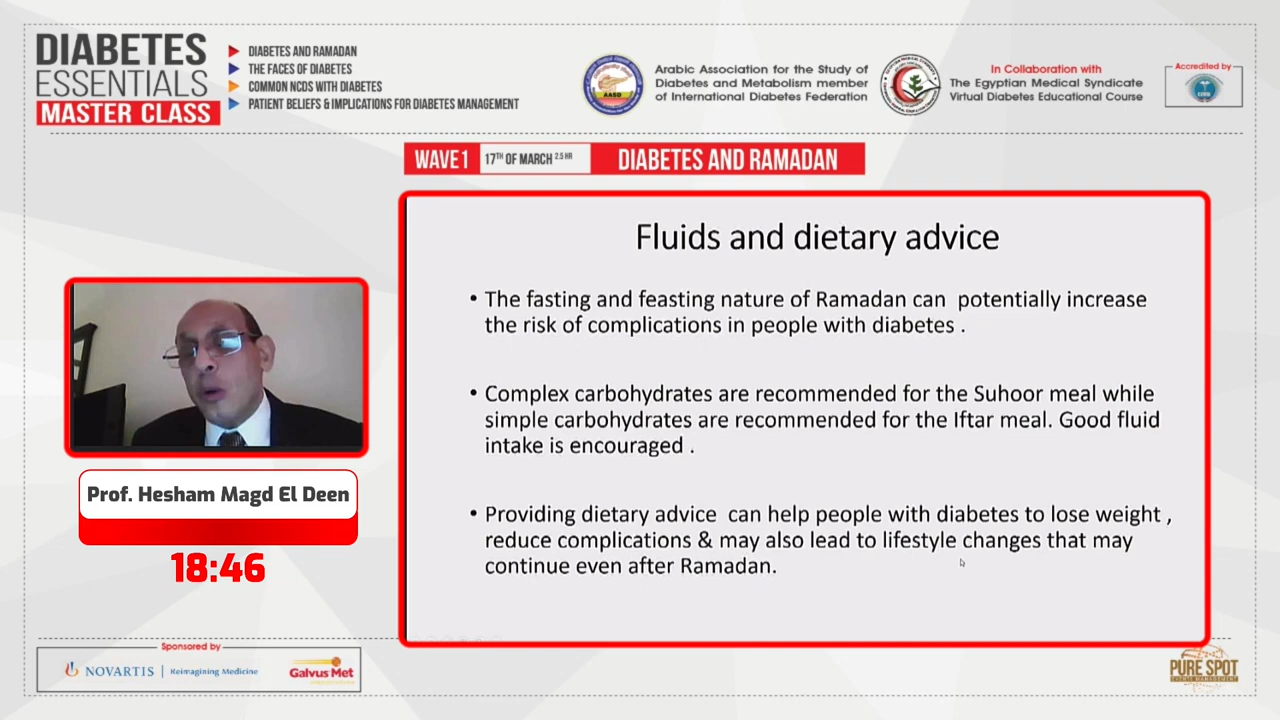 DIABETES
ESSENTIALS
MASTER CLASS
DIABETES AND RAMADAN
THE FACES OF DIABETES
COMMON NCDS WITH DIABETES
PATIENT BELIEFS & IMPLICATIONS FOR DIABETES MANAGEMENT
AASD
Arabic Association for the Study of
Diabetes and Metabolism member
of International Diabetes Federation
In Collaboration with
The Egyptian Medical Syndicate
Virtual Diabetes Educational Course
Accredited by
WAVE1 17TH OF MARCH 2.5 HR DIABETES AND RAMADAN
Fluids and dietary advice
• The fasting and feasting nature of Ramadan can potentially increase
the risk of complications in people with diabetes .
• Complex carbohydrates are recommended for the Suhoor meal while
simple carbohydrates are recommended for the Iftar meal. Good fluid
intake is encouraged .
• Providing dietary advice can help people with diabetes to lose weight ,
reduce complications & may also lead to lifestyle changes that may
continue even after Ramadan.
Prof. Hesham Magd El Deen
18:46
Sponsored by
NOVARTIS | Reimagining Medicine
Galvus Met
PURE SPOT
EVENTS MANAGEMENT